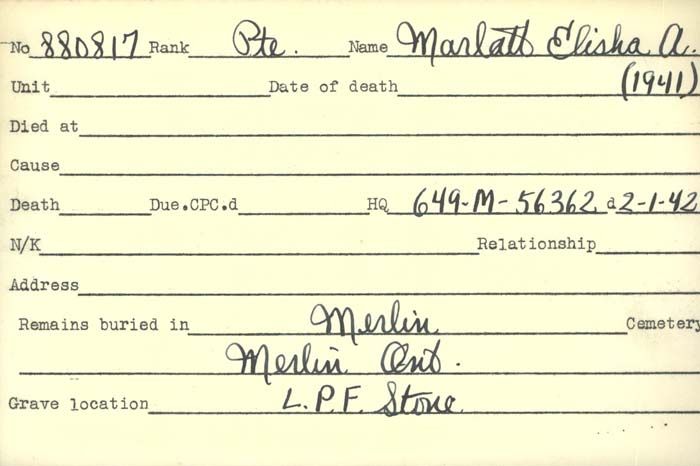 No 880817 Rank Pte. Name Marlatt Elisha A.
Unit Date of death (1941)
Died at
Cause
Death Due.CPC.d HQ 649-M-56362 d 2-1-42
N/K Relationship
Address
Remains buried in Merlin Cemetery
Merlin Ont.
Grave location L.P.F. Stone